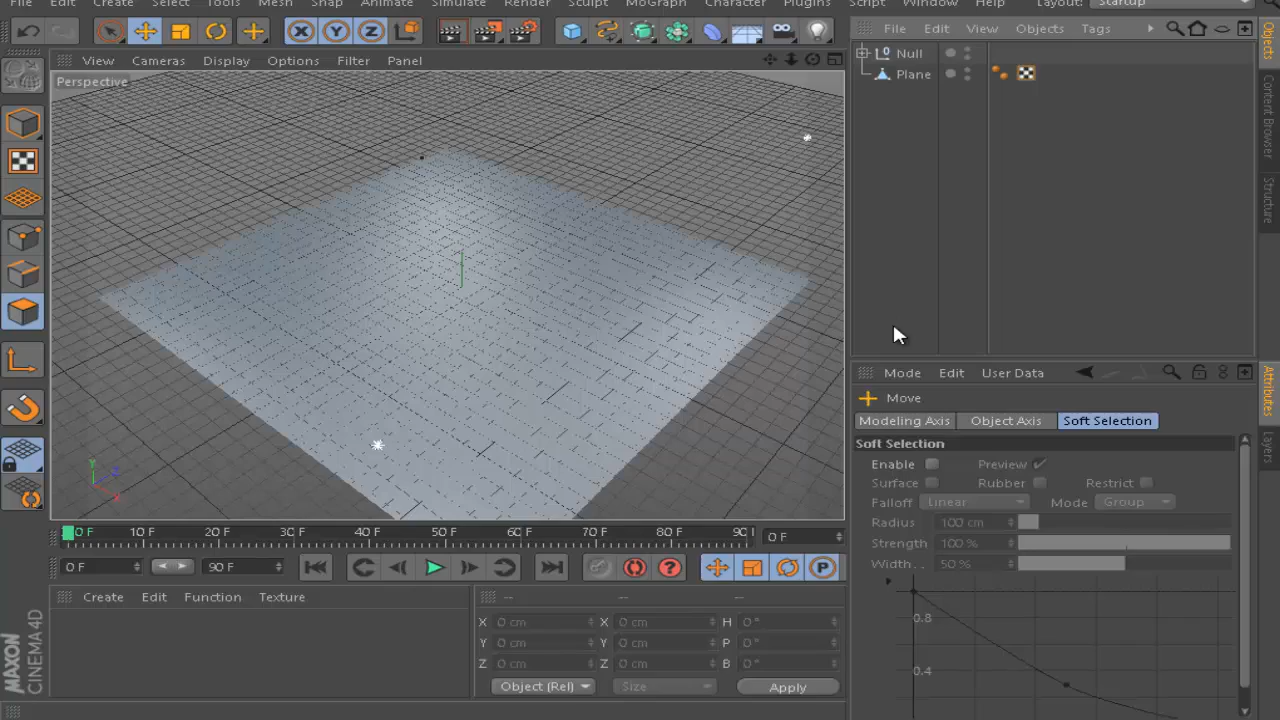 File Edit Create Select Tools Mesh Snap Animate Simulate Render Sculpt MoGraph Character Plugins Script Window Help Layout: Startup
File Edit View Objects Tags
View Cameras Display Options Filter Panel
Perspective
Null
Plane
Objects
Content Browser
Structure
Mode Edit User Data
Move
Modeling Axis Object Axis Soft Selection
Soft Selection
Enable Preview
Surface Rubber Restrict
Falloff Linear Mode Group
Radius 100 cm
Strength 100 %
Width. . 50 %
0.8
0.4
Attributes
Layers
Y Z X
0 F 10 F 20 F 30 F 40 F 50 F 60 F 70 F 80 F 90 0 F
0 F 90 F
Create Edit Function Texture
-- -- --
X 0 cm X 0 cm H 0 °
Y 0 cm Y 0 cm P 0 °
Z 0 cm Z 0 cm B 0 °
Object (Rel) Size Apply
MAXON CINEMA 4D